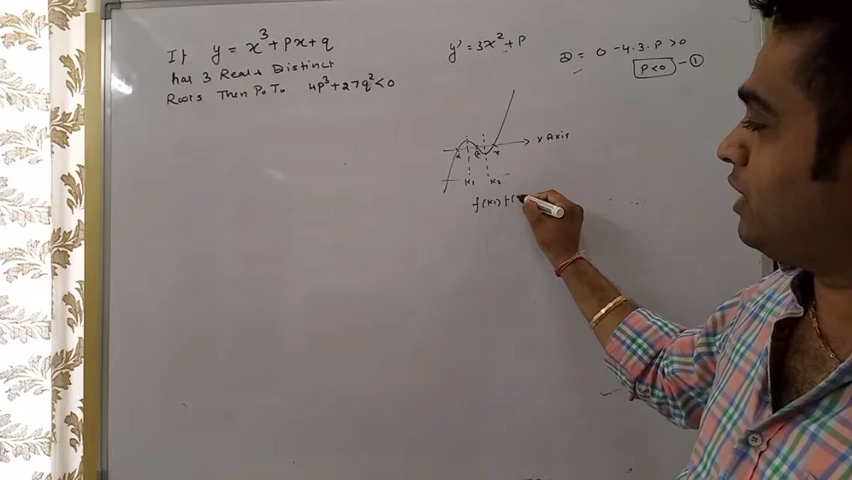 If y = x³ + px + q
has 3 Real & Distinct
Roots Then P. T. 4p³ + 27q² < 0
y' = 3x² + p
D = 0 - 4·3·P > 0
P < 0 - ①
X Axis
K₁ K₂
f(K₁) f(